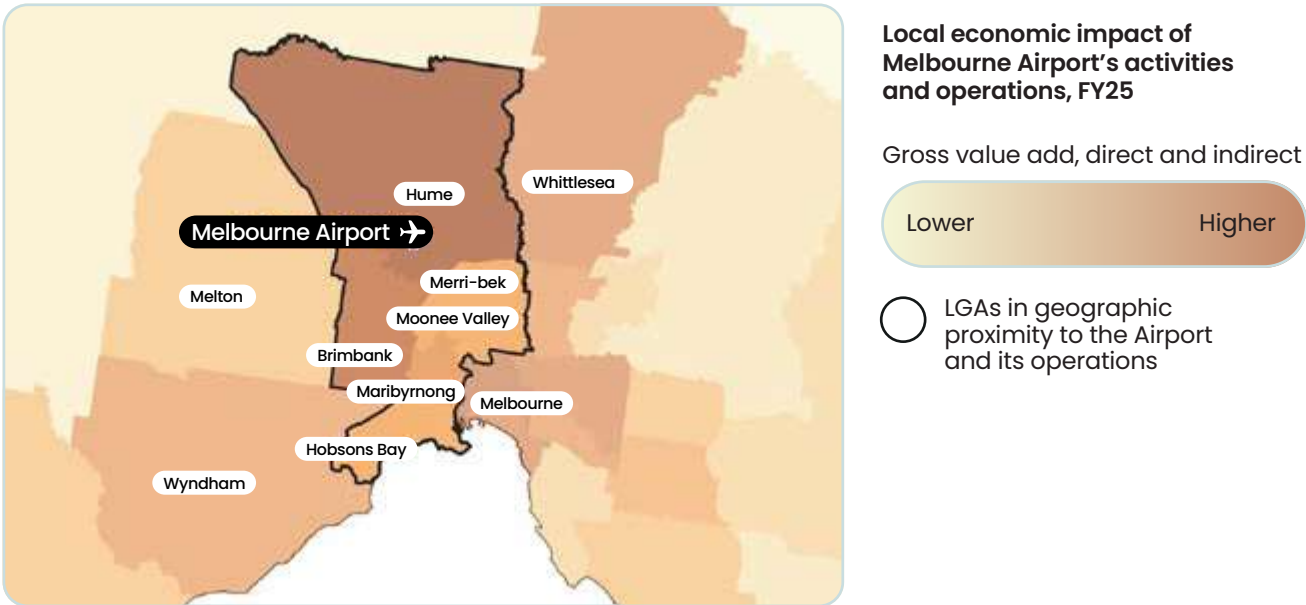 Local economic impact of
Melbourne Airport’s activities
and operations, FY25
Gross value add, direct and indirect
Lower
Higher
LGAs in geographic
proximity to the Airport
and its operations
Whittlesea
Hume
Melbourne Airport
Merri-bek
Melton
Moonee Valley
Brimbank
Maribyrnong
Melbourne
Hobsons Bay
Wyndham